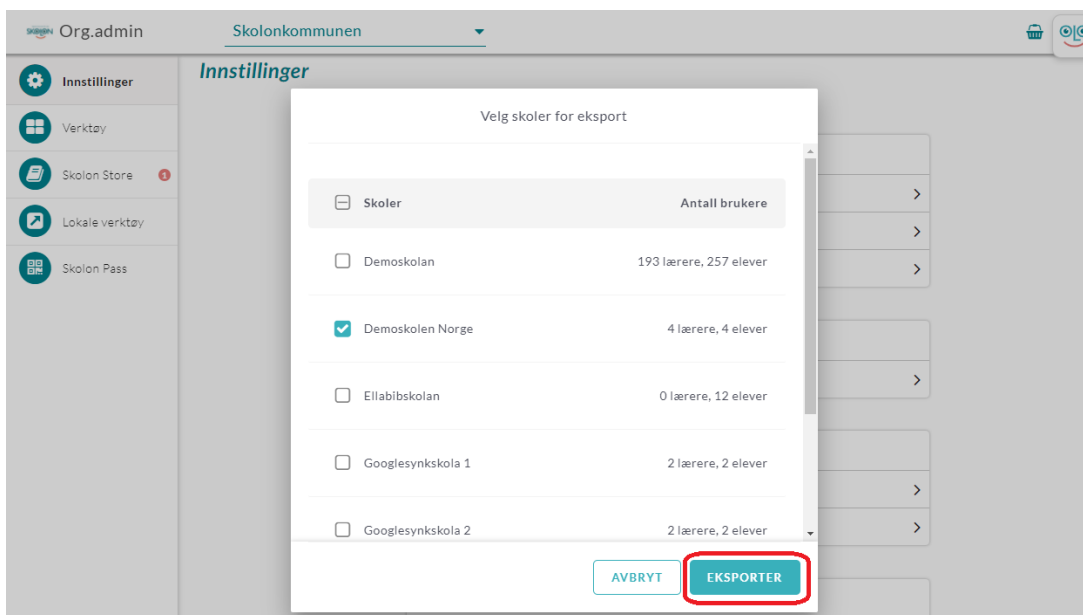 Org.admin
Skolonkommunen
Innstillinger
Innstillinger
Verktøy
Skolon Store 1
Lokale verktøy
Skolon Pass
Velg skoler for eksport
Skoler Antall brukere
Demoskolan 193 lærere, 257 elever
Demoskolen Norge 4 lærere, 4 elever
Ellabibskolan 0 lærere, 12 elever
Googlesynkskola 1 2 lærere, 2 elever
Googlesynkskola 2 2 lærere, 2 elever
AVBRYT EKSPORTER